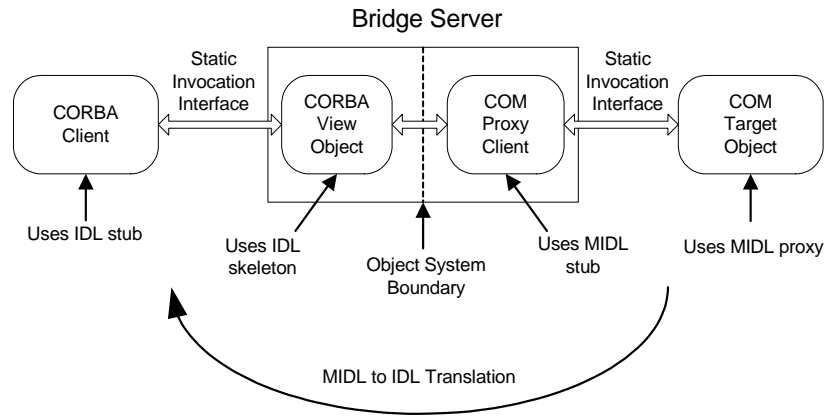 Bridge Server
Static
Invocation
Interface
Static
Invocation
Interface
CORBA
Client
CORBA
View
Object
COM
Proxy
Client
COM
Target
Object
Uses IDL stub
Uses IDL
skeleton
Object System
Boundary
Uses MIDL
stub
Uses MIDL proxy
MIDL to IDL Translation